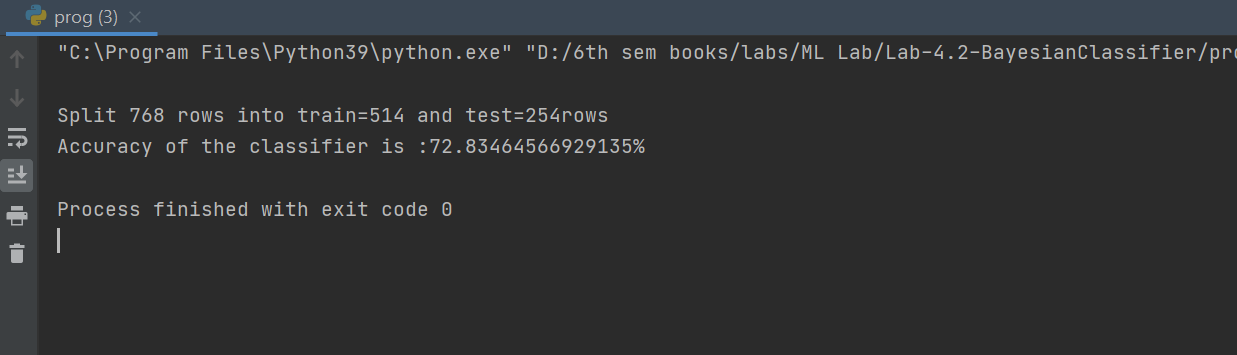 prog (3)
"C:\Program Files\Python39\python.exe" "D:/6th sem books/labs/ML Lab/Lab-4.2-BayesianClassifier/pro
Split 768 rows into train=514 and test=254rows
Accuracy of the classifier is :72.83464566929135%
Process finished with exit code 0